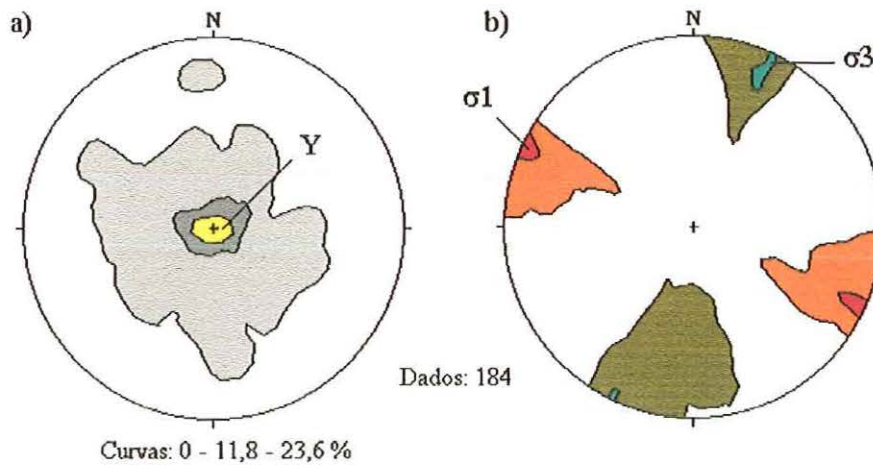 a)
N
Y
Curvas: 0 - 11,8 - 23,6 %
Dados: 184
b)
N
σ1
σ3